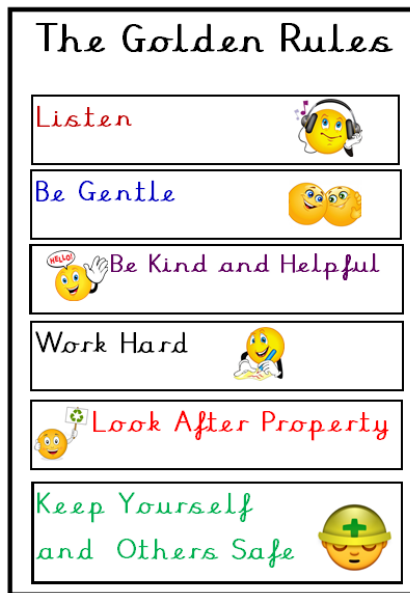 The Golden Rules
Listen
Be Gentle
HELLO!
Be Kind and Helpful
Work Hard
Look After Property
Keep Yourself
and Others Safe